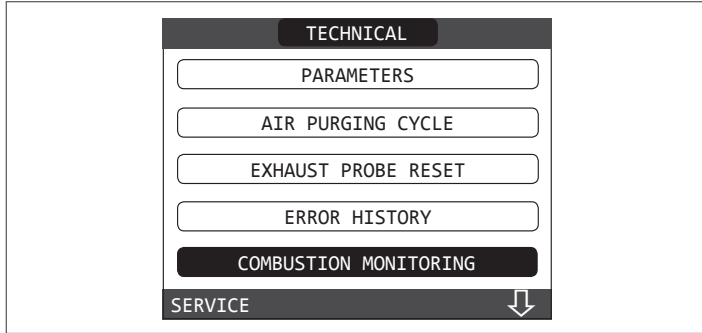 TECHNICAL
PARAMETERS
AIR PURGING CYCLE
EXHAUST PROBE RESET
ERROR HISTORY
COMBUSTION MONITORING
SERVICE